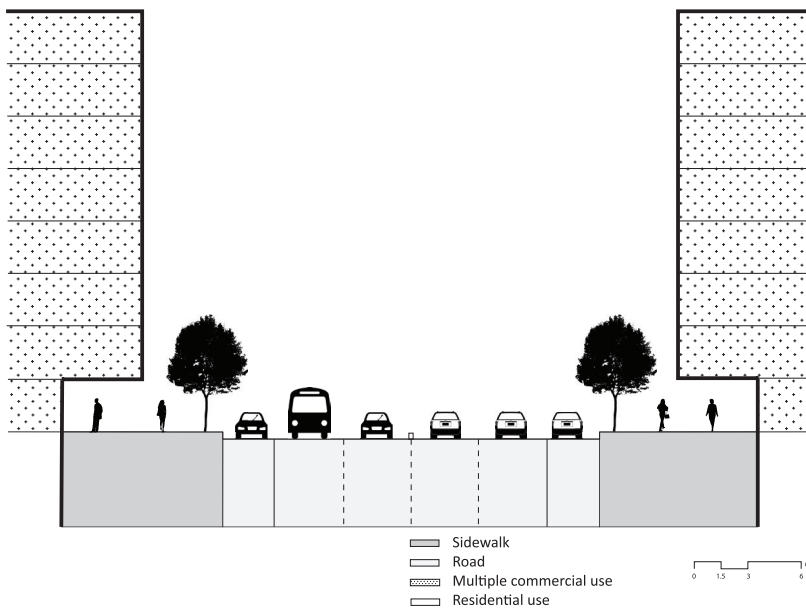 Sidewalk
Road
Multiple commercial use
Residential use
0 1.5 3 6